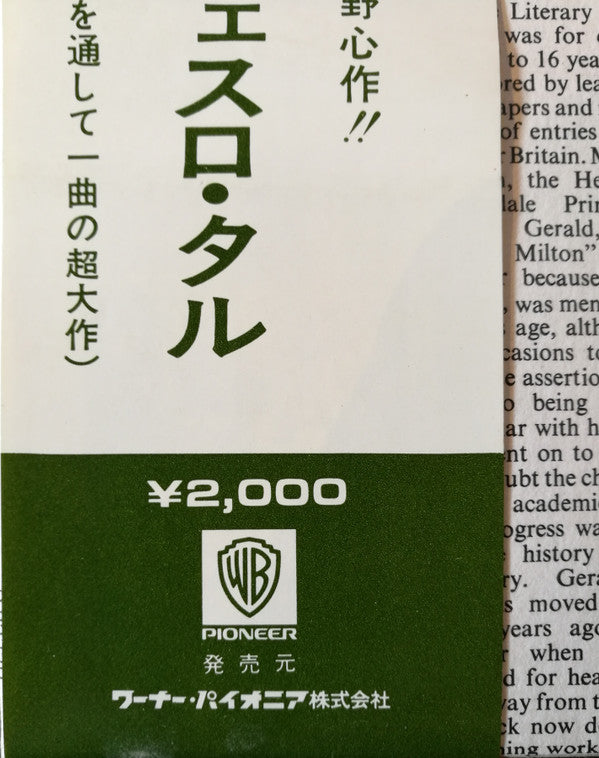 野心作!!
ェスロ・タル
を通して一曲の超大作)
¥2,000
WB
PIONEER
発売元
ワーナー・パイオニア株式会社
Literary
was for
to 16 yea
red by lea
apers and
of entries
Britain. M
, the He
dale Prin
Gerald,
Milton”
because
, was men
age, alth
casions to
e assertio
being
ar with h
nt on to
ubt the ch
academi
ogress wa
history
ry. Gera
s moved
years ago
when
d for hea
way from t
ck now d
ning work